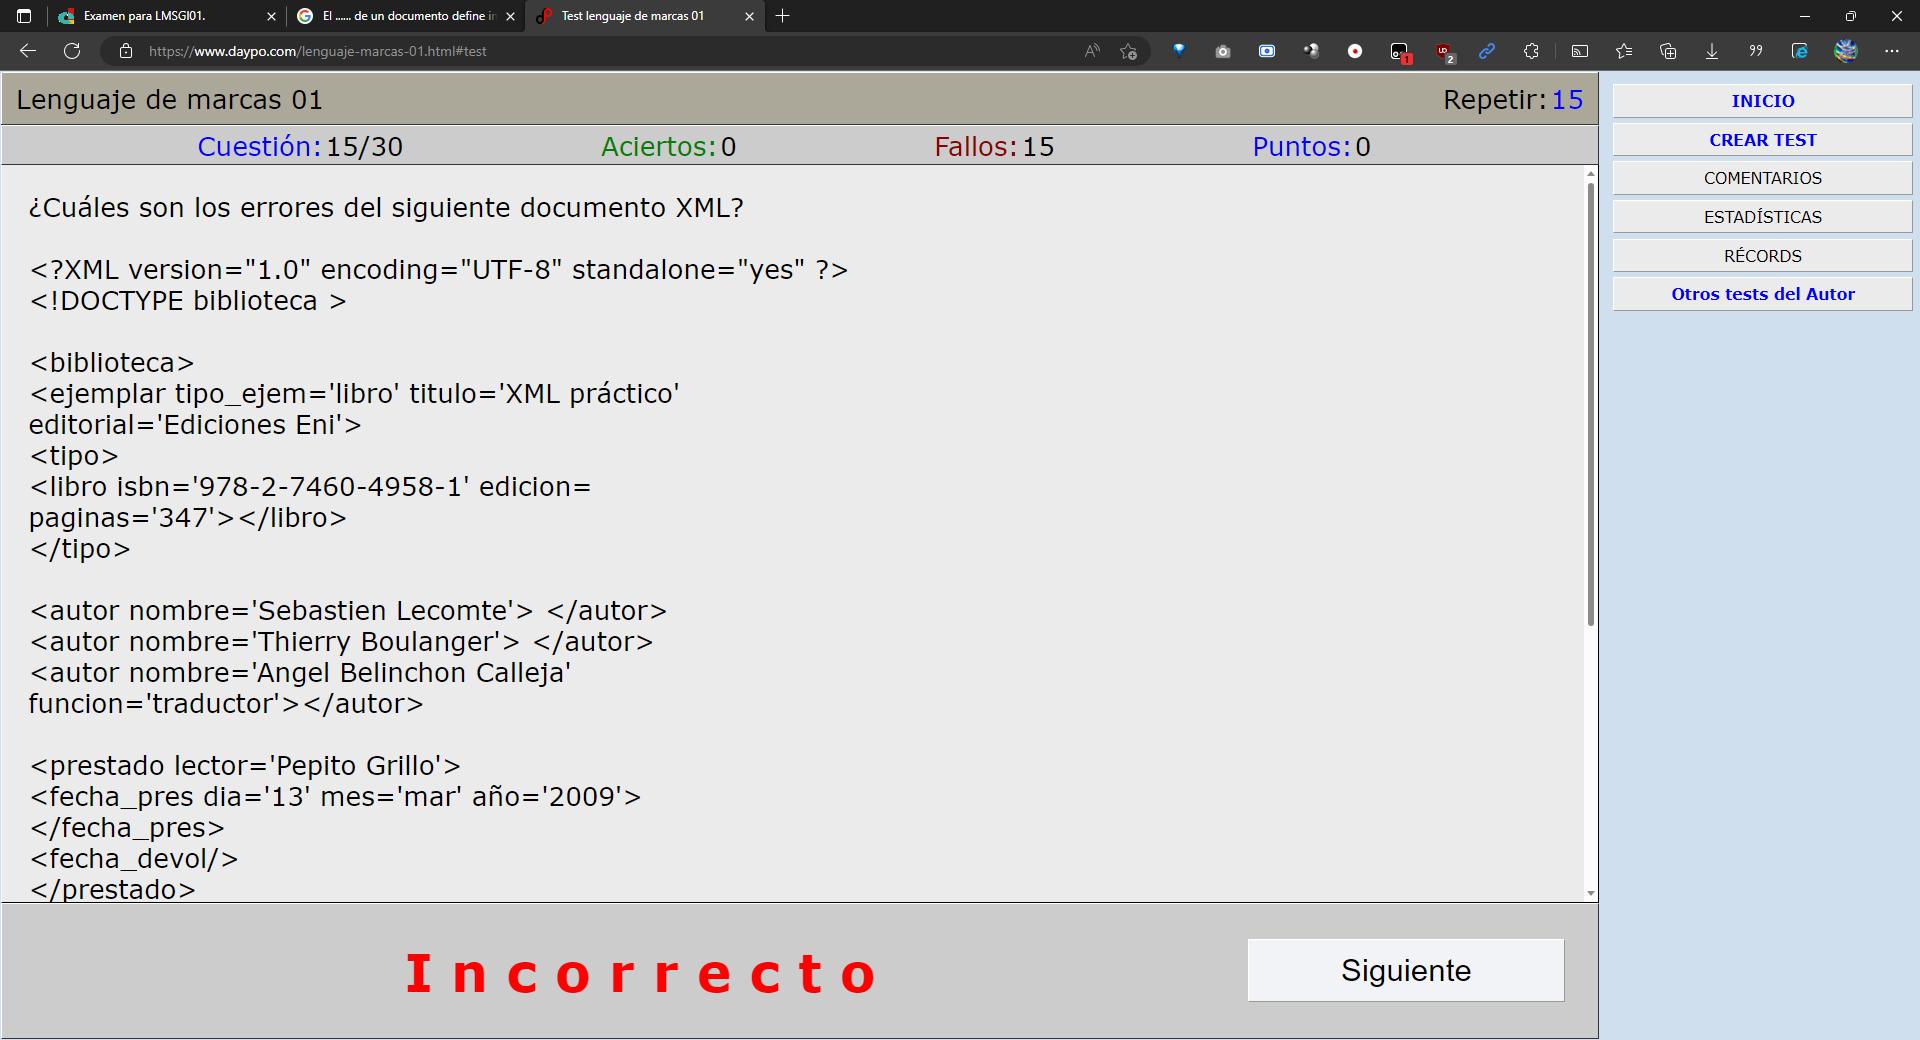 Examen para LMSGI01.
El ...... de un documento define in
Test lenguaje de marcas 01
https://www.daypo.com/lenguaje-marcas-01.html#test
1
2
Lenguaje de marcas 01
Repetir:15
Cuestión:15/30
Aciertos:0
Fallos:15
Puntos:0
¿Cuáles son los errores del siguiente documento XML?
<?XML version="1.0" encoding="UTF-8" standalone="yes" ?>
<!DOCTYPE biblioteca >
<biblioteca>
<ejemplar tipo_ejem='libro' titulo='XML práctico'
editorial='Ediciones Eni'>
<tipo>
<libro isbn='978-2-7460-4958-1' edicion=
paginas='347'></libro>
</tipo>
<autor nombre='Sebastien Lecomte'> </autor>
<autor nombre='Thierry Boulanger'> </autor>
<autor nombre='Angel Belinchon Calleja'
funcion='traductor'></autor>
<prestado lector='Pepito Grillo'>
<fecha_pres dia='13' mes='mar' año='2009'>
</fecha_pres>
<fecha_devol/>
</prestado>
Incorrecto
Siguiente
INICIO
CREAR TEST
COMENTARIOS
ESTADÍSTICAS
RÉCORDS
Otros tests del Autor